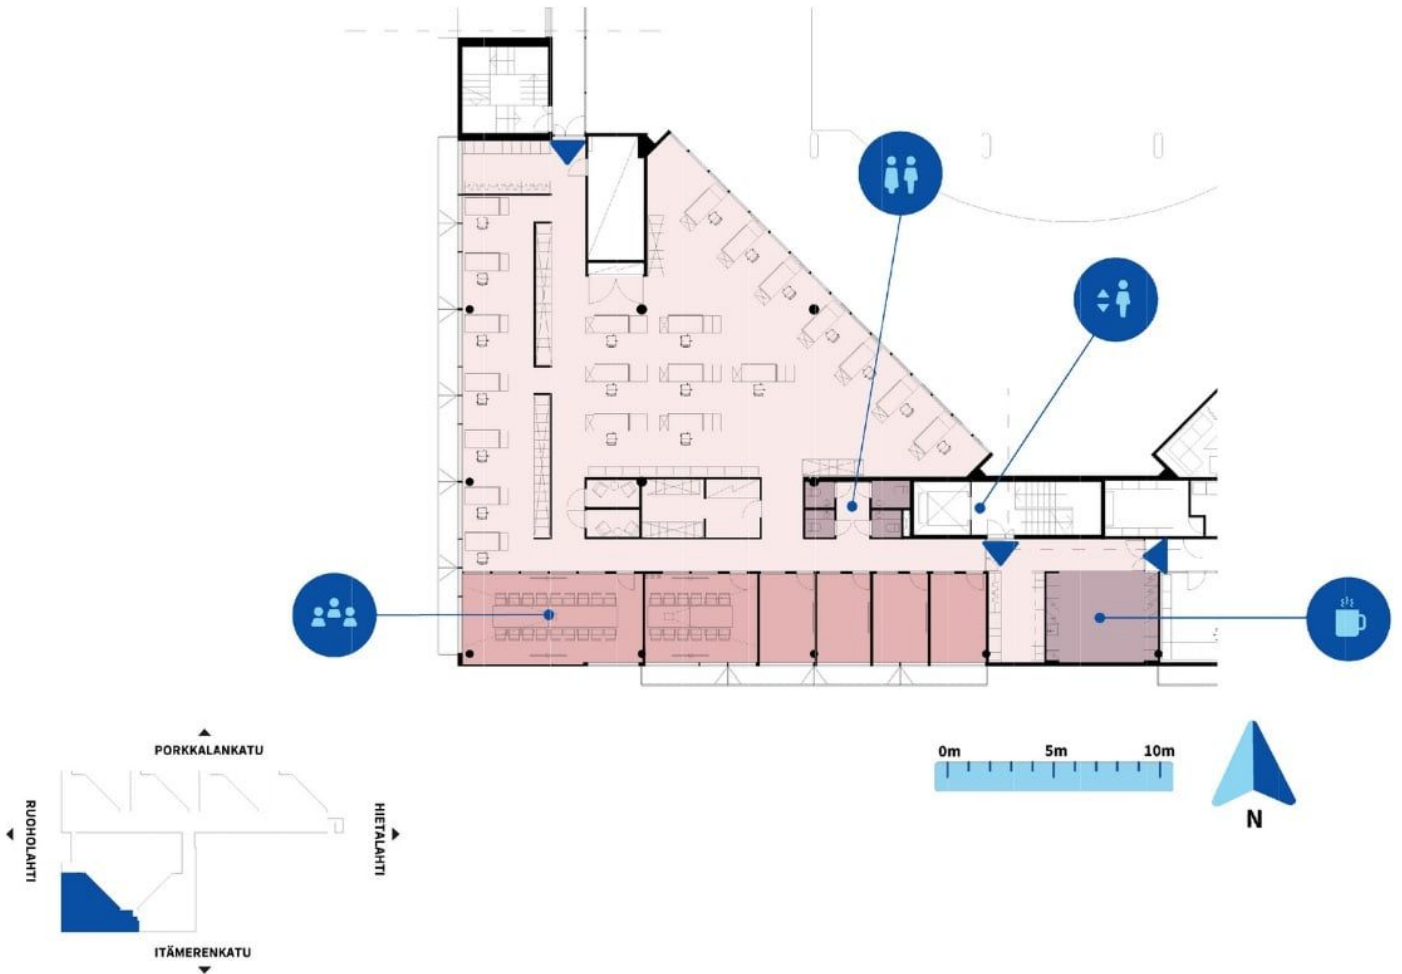 0m 5m 10m
N
PORKKALANKATU
RUOHOLAHTI
HIETALAHTI
ITÄMERENKATU